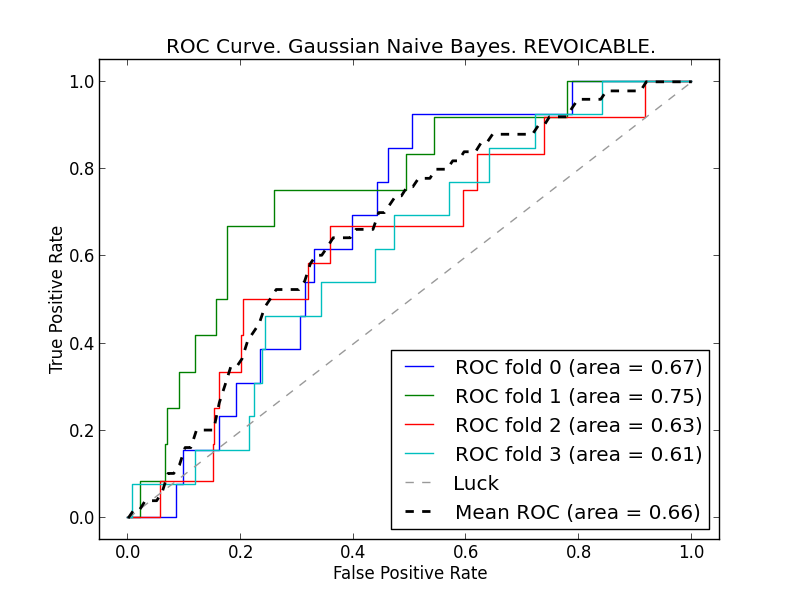 ROC Curve. Gaussian Naive Bayes. REVOICABLE.
True Positive Rate
1.0
0.8
0.6
0.4
0.2
0.0
ROC fold 0 (area = 0.67)
ROC fold 1 (area = 0.75)
ROC fold 2 (area = 0.63)
ROC fold 3 (area = 0.61)
Luck
Mean ROC (area = 0.66)
0.0 0.2 0.4 0.6 0.8 1.0
False Positive Rate